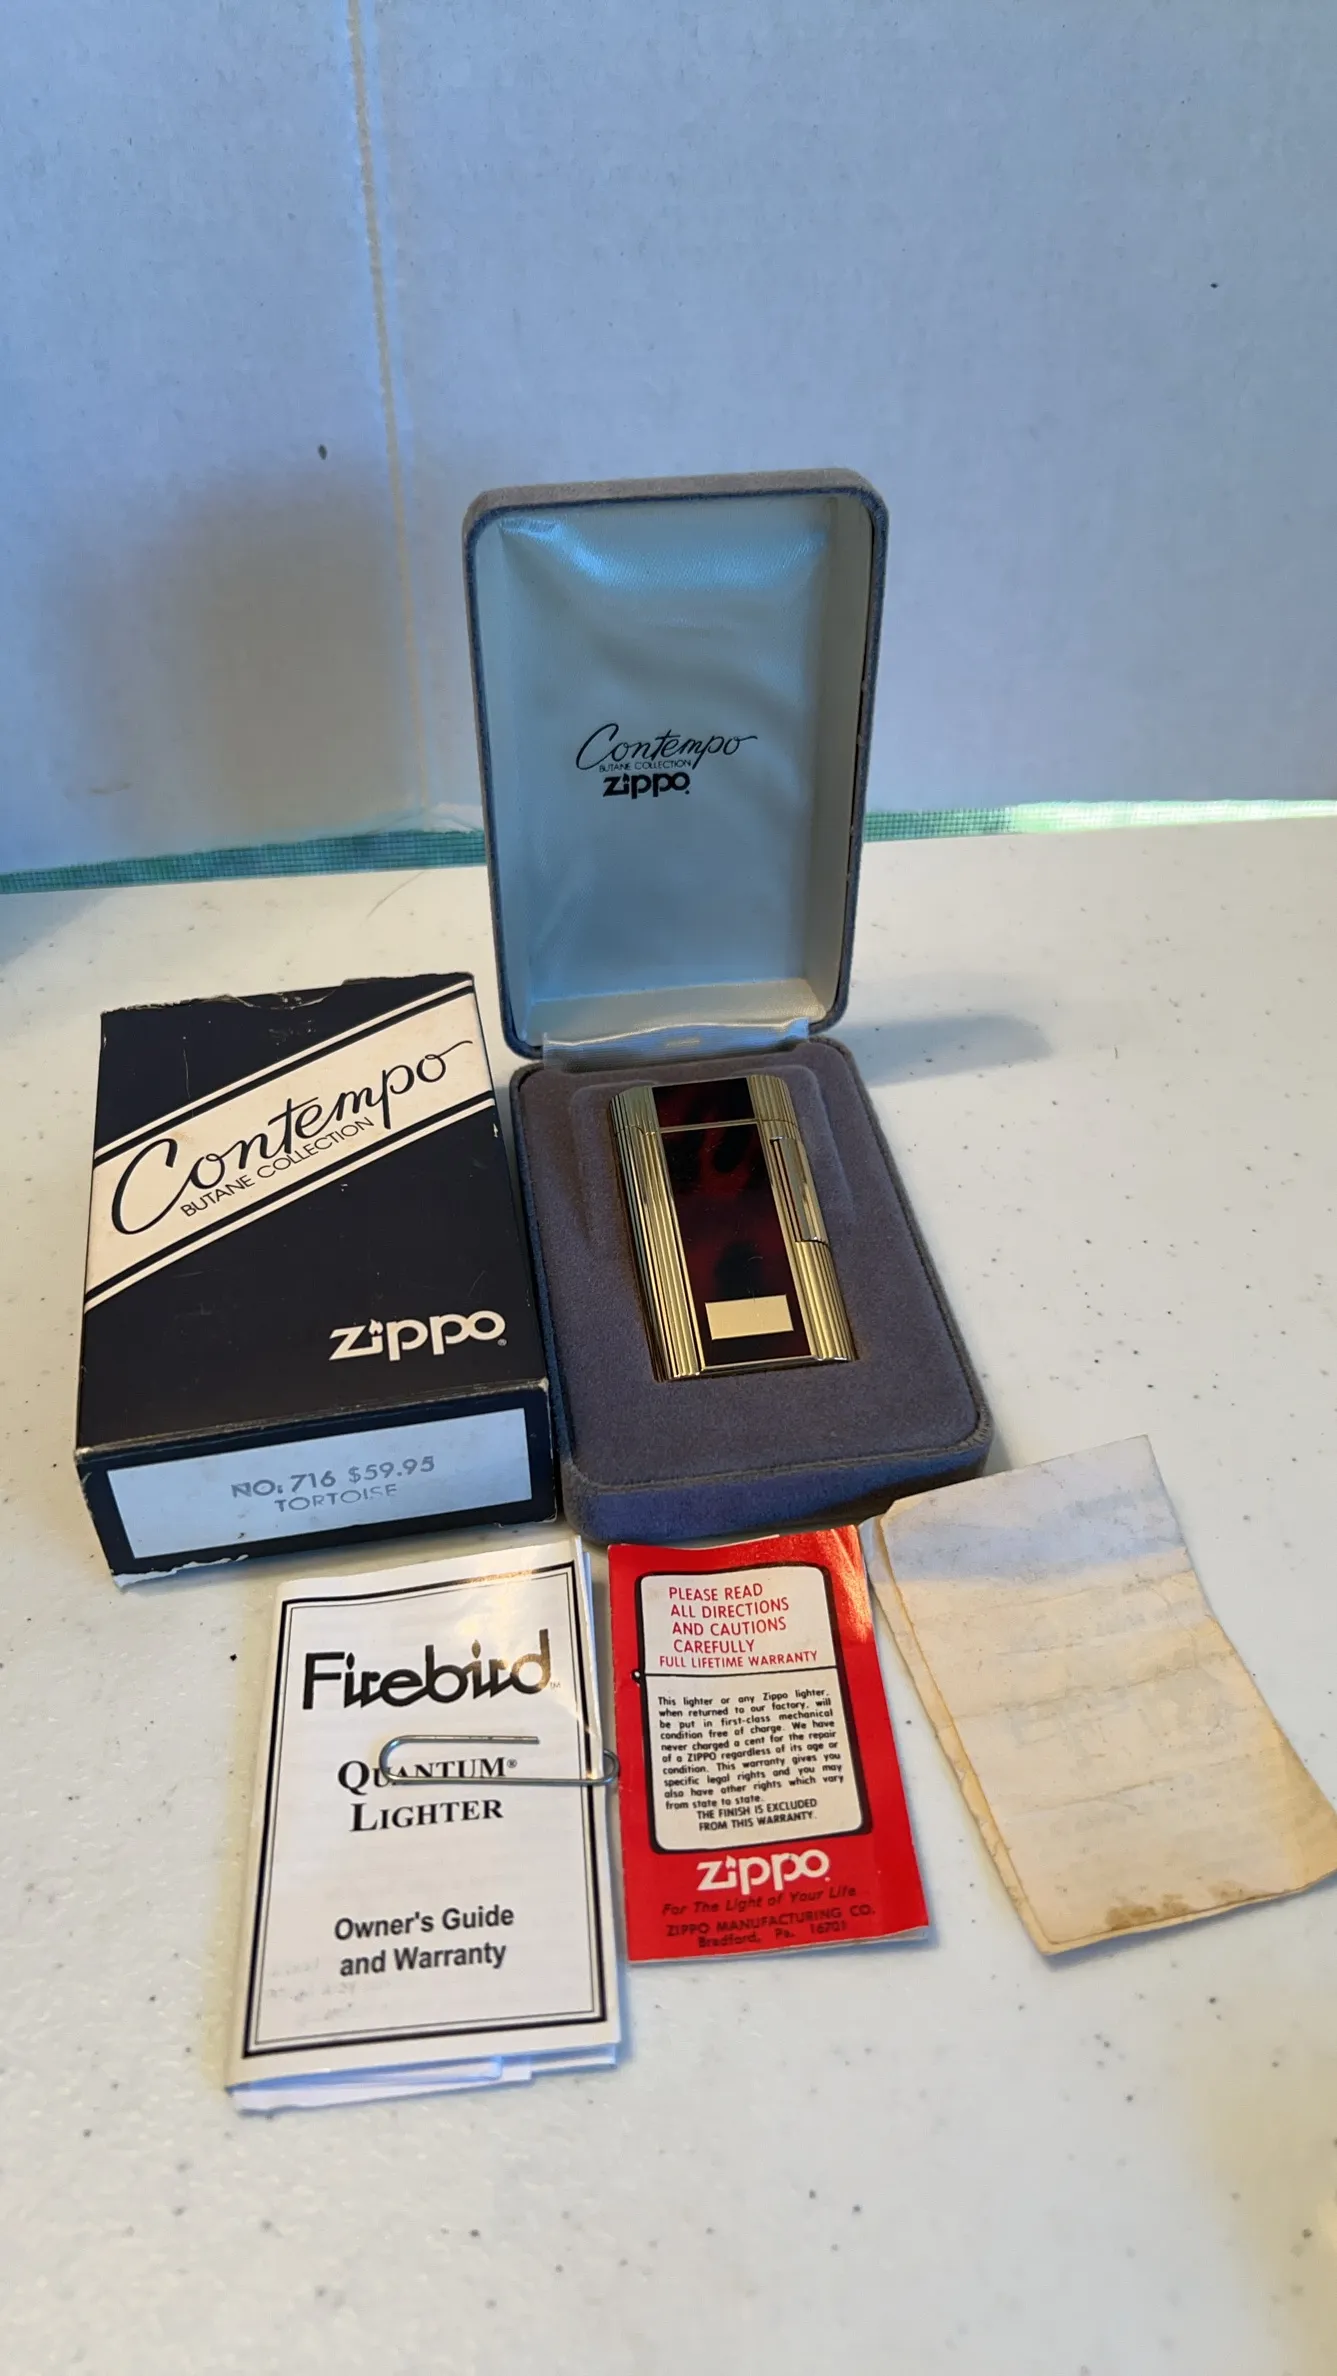 Contempo
BUTANE COLLECTION
zippo
Contempo
BUTANE COLLECTION
zippo®
NO: 716 $59.95
TORTOISE
Firebird™
QUANTUM®
LIGHTER
Owner's Guide
and Warranty
PLEASE READ
ALL DIRECTIONS
AND CAUTIONS
CAREFULLY
FULL LIFETIME WARRANTY
This lighter or any Zippo lighter,
when returned to our factory, will
be put in first-class mechanical
condition free of charge. We have
never charged a cent for the repair
of a ZIPPO regardless of its age or
condition. This warranty gives you
specific legal rights and you may
also have other rights which vary
from state to state.
THE FINISH IS EXCLUDED
FROM THIS WARRANTY.
zippo
For The Light of Your Life
ZIPPO MANUFACTURING CO.
Bradford, Pa. 16701